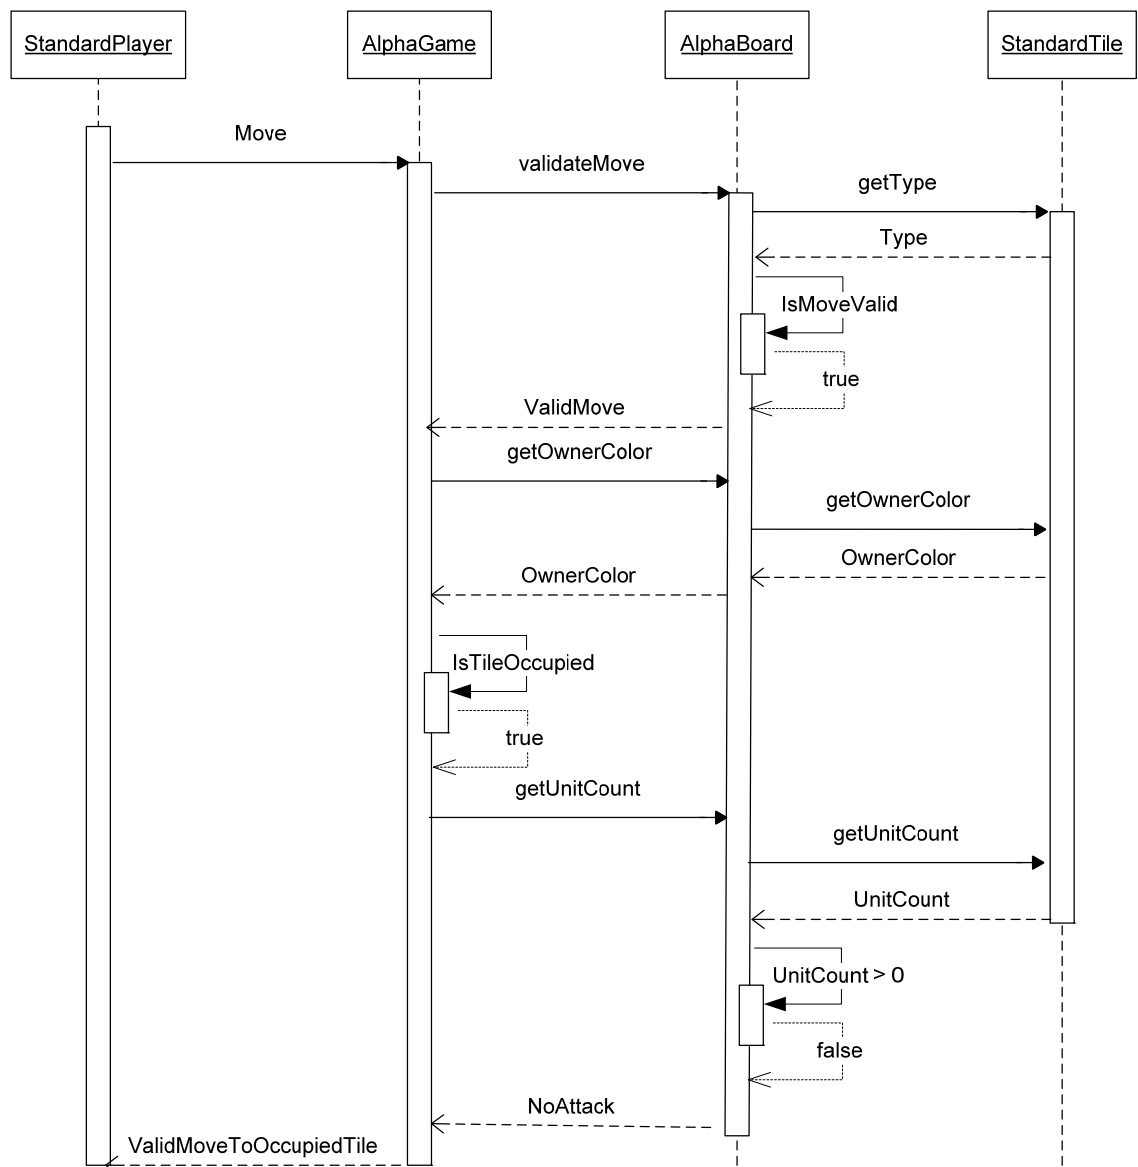 StandardPlayer
AlphaGame
AlphaBoard
StandardTile
Move
validateMove
getType
Type
IsMoveValid
true
ValidMove
getOwnerColor
getOwnerColor
OwnerColor
OwnerColor
IsTileOccupied
true
getUnitCount
getUnitCount
UnitCount
UnitCount > 0
false
NoAttack
ValidMoveToOccupiedTile